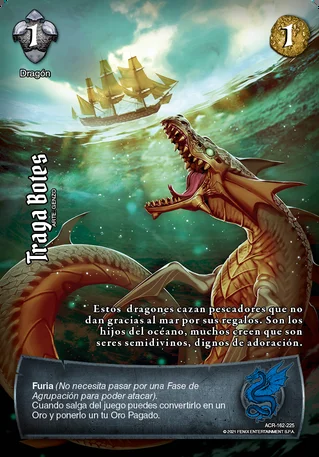 1
1
Dragón
Traga Botes
ARTE: GENZO
Estos dragones cazan pescadores que no
dan gracias al mar por sus regalos. Son los
hijos del océano, muchos creen que son
seres semidivinos, dignos de adoración.
Furia (No necesita pasar por una Fase de
Agrupación para poder atacar).
Cuando salga del juego puedes convertirlo en un
Oro y ponerlo un tu Oro Pagado.
ACR-162-225
© 2021 FENIX ENTERTAINMENT S.P.A.